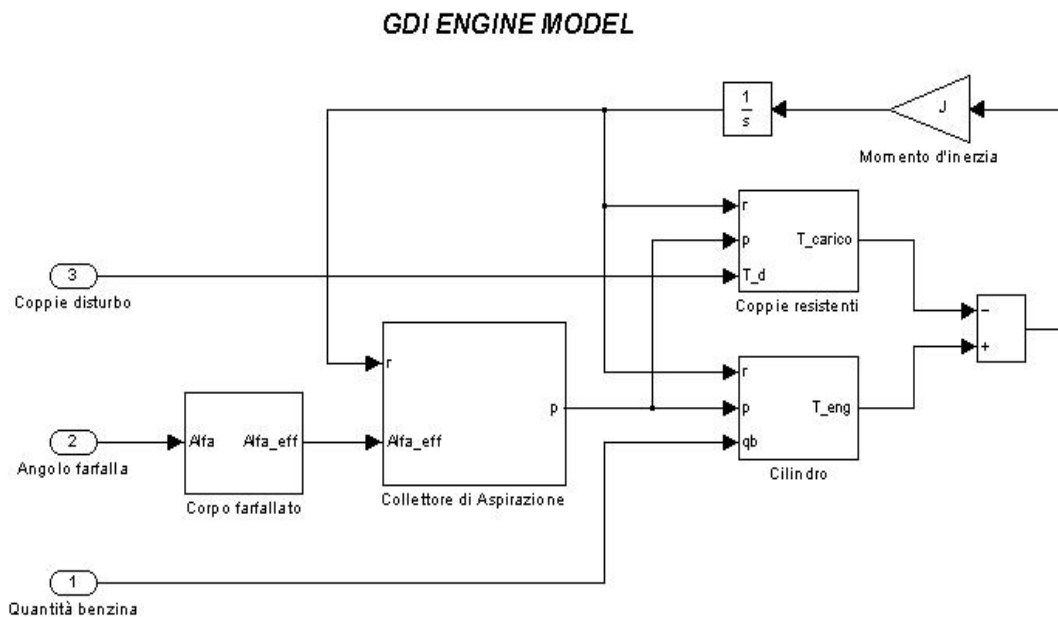 GDI ENGINE MODEL
1
s
J
Momento d'inerzia
r
p
T_d
T_carico
Coppie resistenti
3
Coppie disturbo
−
+
r
Alfa_eff
p
Collettore di Aspirazione
r
p
qb
T_eng
Cilindro
2
Angolo farfalla
Alfa
Alfa_eff
Corpo farfallato
1
Quantità benzina